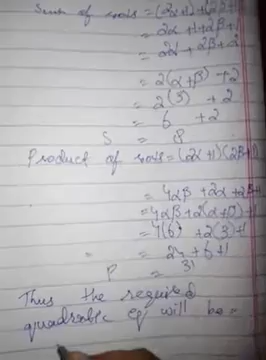 Sum of roots = (2α+1)+(2β+1)
= 2α+1+2β+1
= 2α+2β+2
= 2(α+β)+2
= 2(3) +2
= 6 +2
S = 8
Product of roots = (2α+1)(2β+1)
= 4αβ+2α+2β+1
= 4αβ+2(α+β)+1
= 4(6) +2(3)+1
= 24+6+1
P = 31
Thus the required
quadratic eqⁿ will be =